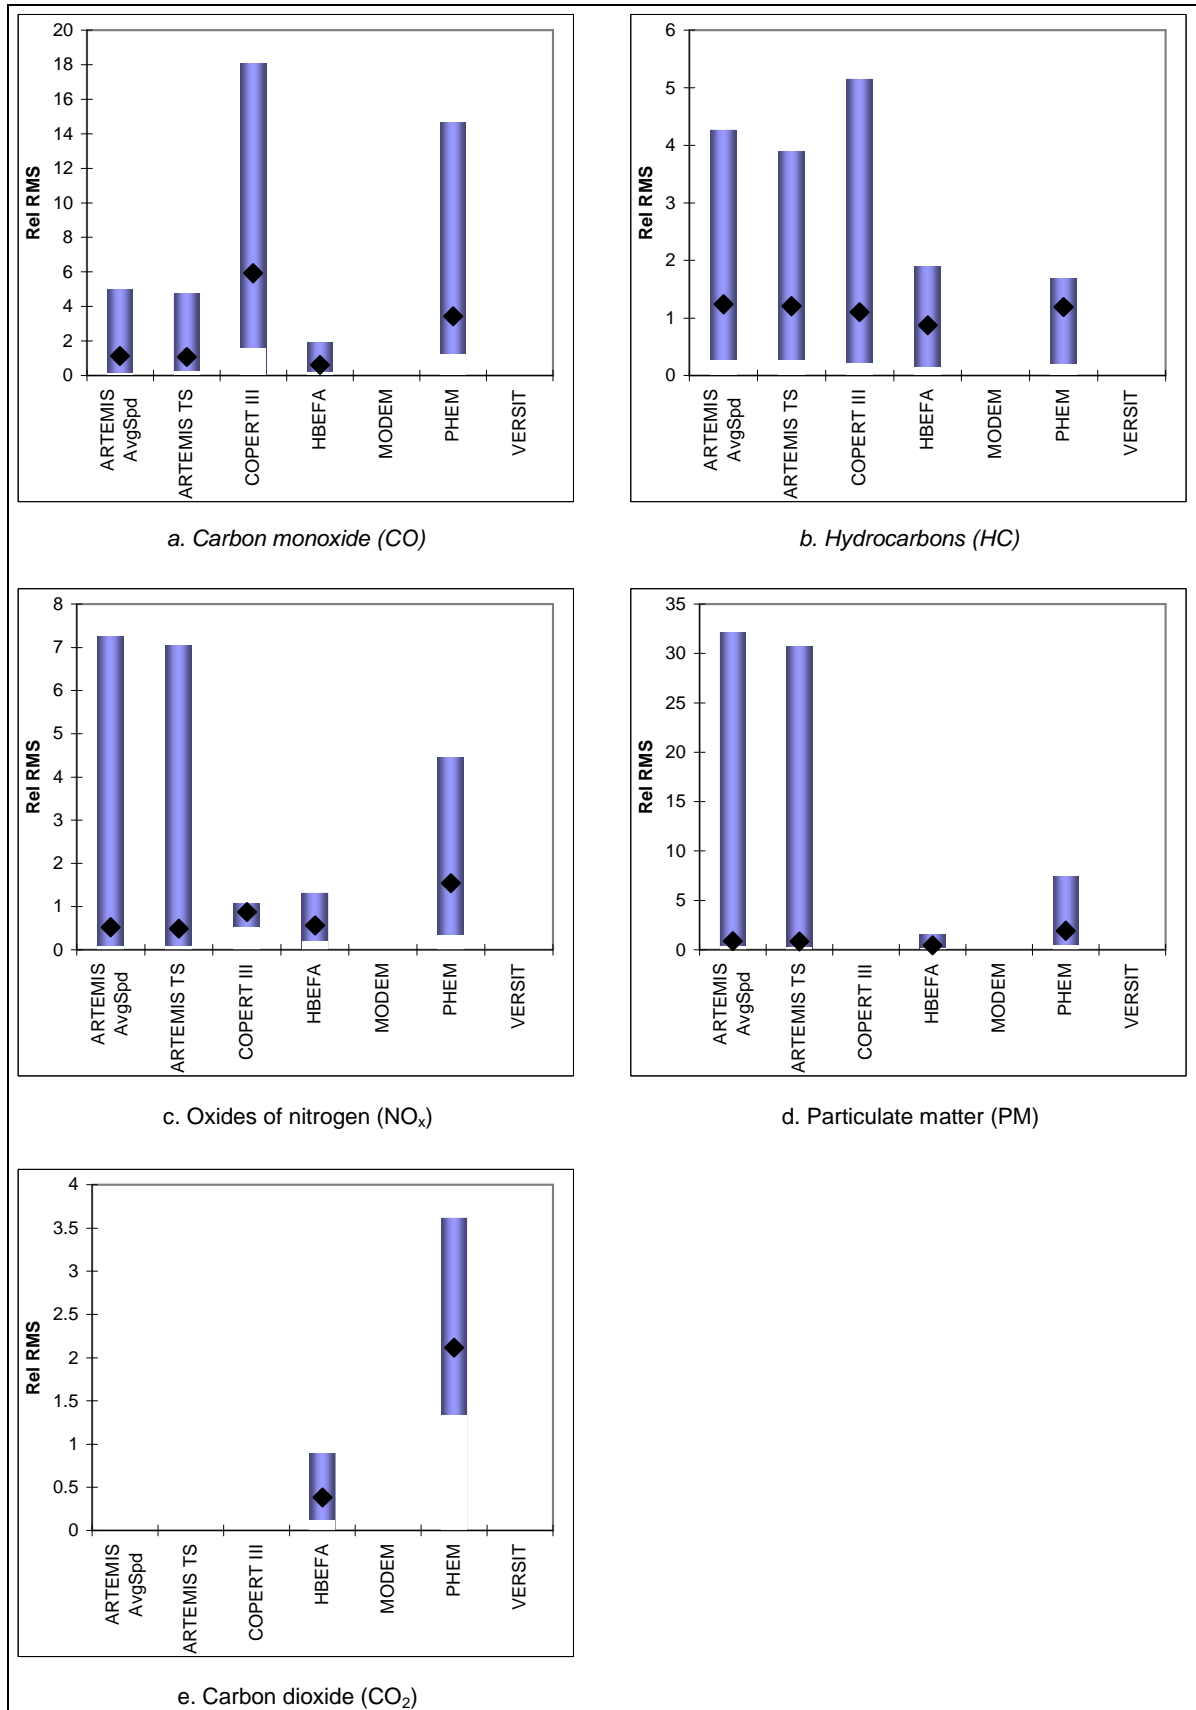 20
18
16
14
12
10
8
6
4
2
0
Rel RMS
ARTEMIS
AvgSpd
ARTEMIS TS
COPERT III
HBEFA
MODEM
PHEM
VERSIT
a. Carbon monoxide (CO)
6
5
4
3
2
1
0
Rel RMS
ARTEMIS
AvgSpd
ARTEMIS TS
COPERT III
HBEFA
MODEM
PHEM
VERSIT
b. Hydrocarbons (HC)
8
7
6
5
4
3
2
1
0
Rel RMS
ARTEMIS
AvgSpd
ARTEMIS TS
COPERT III
HBEFA
MODEM
PHEM
VERSIT
c. Oxides of nitrogen (NOₓ)
35
30
25
20
15
10
5
0
Rel RMS
ARTEMIS
AvgSpd
ARTEMIS TS
COPERT III
HBEFA
MODEM
PHEM
VERSIT
d. Particulate matter (PM)
4
3.5
3
2.5
2
1.5
1
0.5
0
Rel RMS
ARTEMIS
AvgSpd
ARTEMIS TS
COPERT III
HBEFA
MODEM
PHEM
VERSIT
e. Carbon dioxide (CO₂)